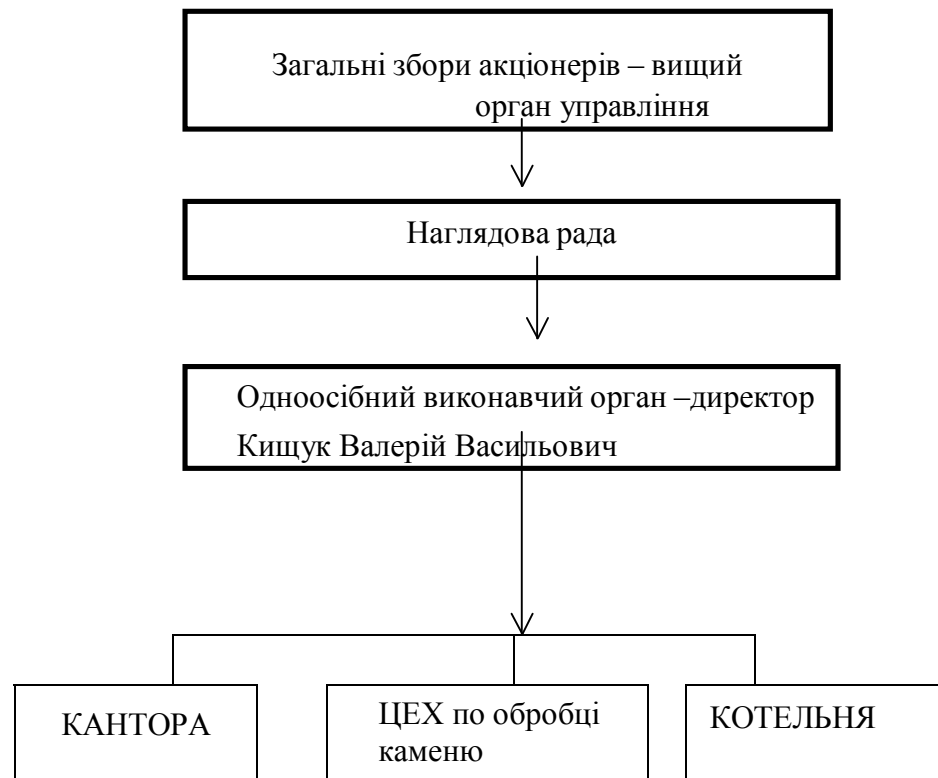 Загальні збори акціонерів – вищий
орган управління
Наглядова рада
Одноосібний виконавчий орган –директор
Кищук Валерій Васильович
КАНТОРА
ЦЕХ по обробці
каменю
КОТЕЛЬНЯ